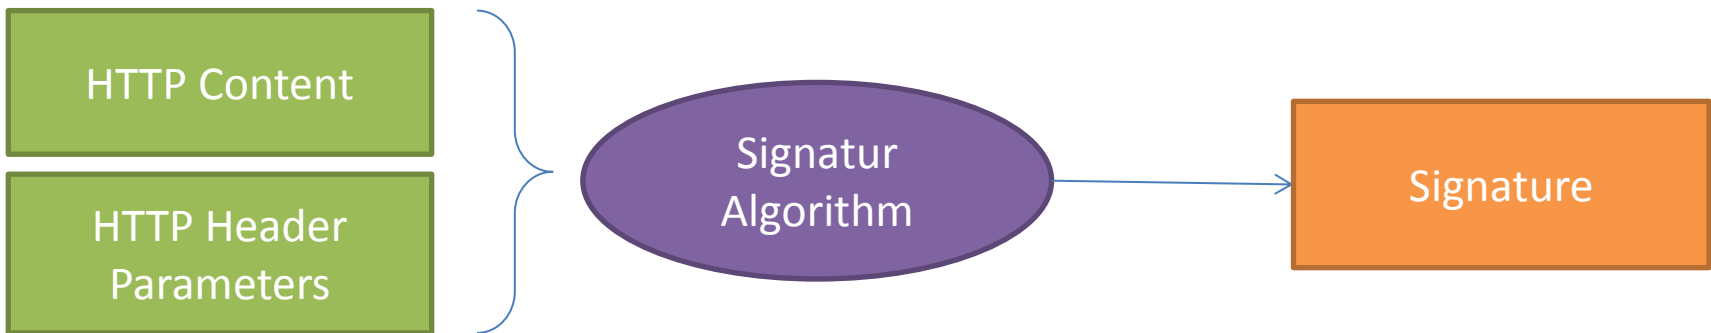 HTTP Content
HTTP Header
Parameters
Signatur
Algorithm
Signature